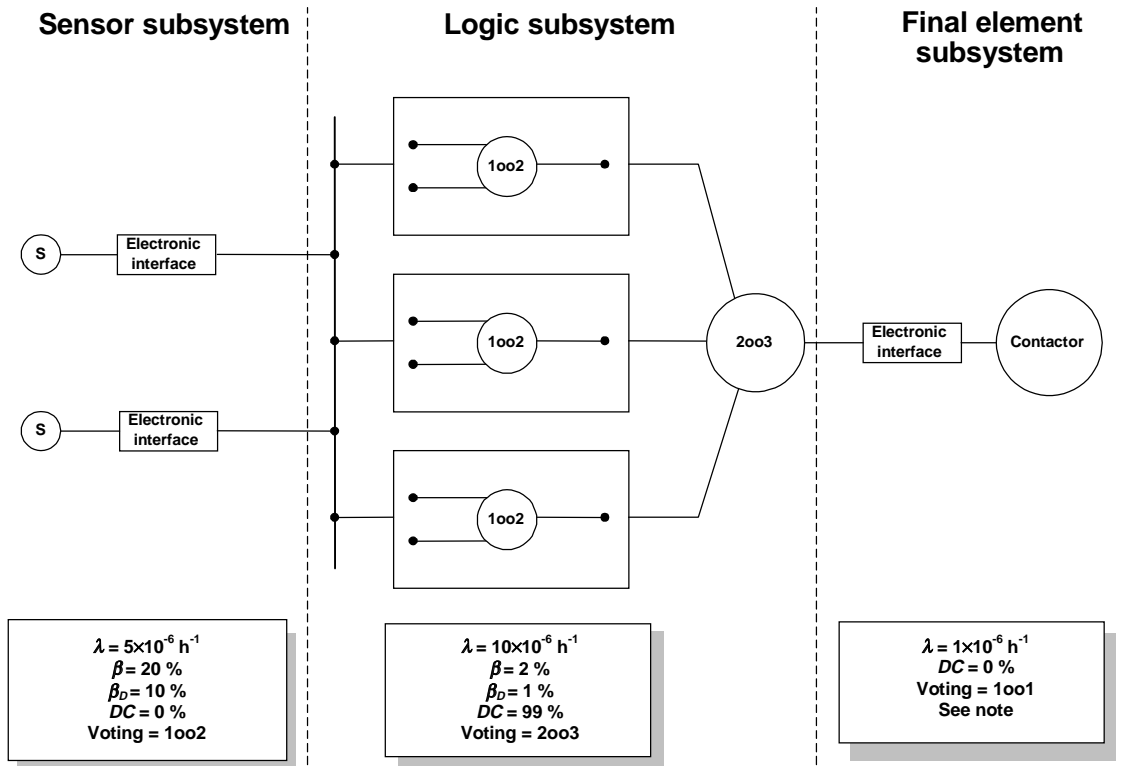 Sensor subsystem
Logic subsystem
Final element
subsystem
1oo2
S
Electronic
interface
1oo2
2oo3
Electronic
interface
Contactor
S
Electronic
interface
1oo2
λ = 5×10⁻⁶ h⁻¹
β = 20 %
β_D = 10 %
DC = 0 %
Voting = 1oo2
λ = 10×10⁻⁶ h⁻¹
β = 2 %
β_D = 1 %
DC = 99 %
Voting = 2oo3
λ = 1×10⁻⁶ h⁻¹
DC = 0 %
Voting = 1oo1
See note